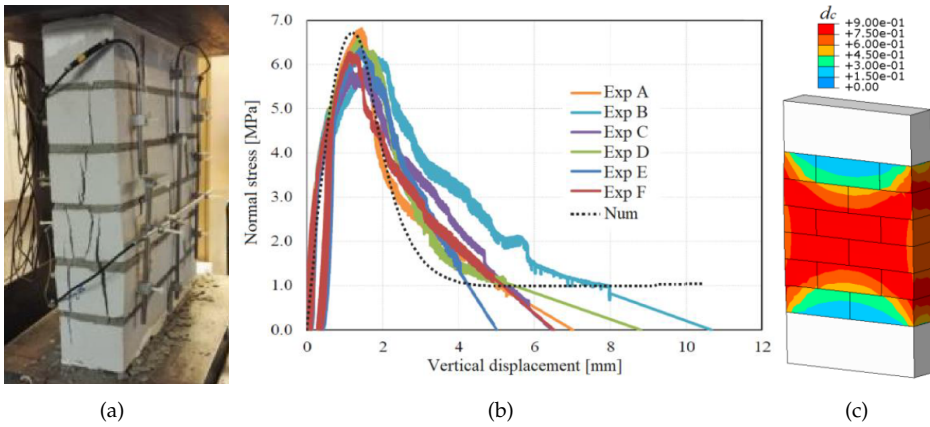 7.0
6.0
5.0
4.0
3.0
2.0
1.0
0.0
Normal stress [MPa]
Exp A
Exp B
Exp C
Exp D
Exp E
Exp F
Num
0 2 4 6 8 10 12
Vertical displacement [mm]
dc
+9.00e-01
+7.50e-01
+6.00e-01
+4.50e-01
+3.00e-01
+1.50e-01
+0.00
(a) (b) (c)